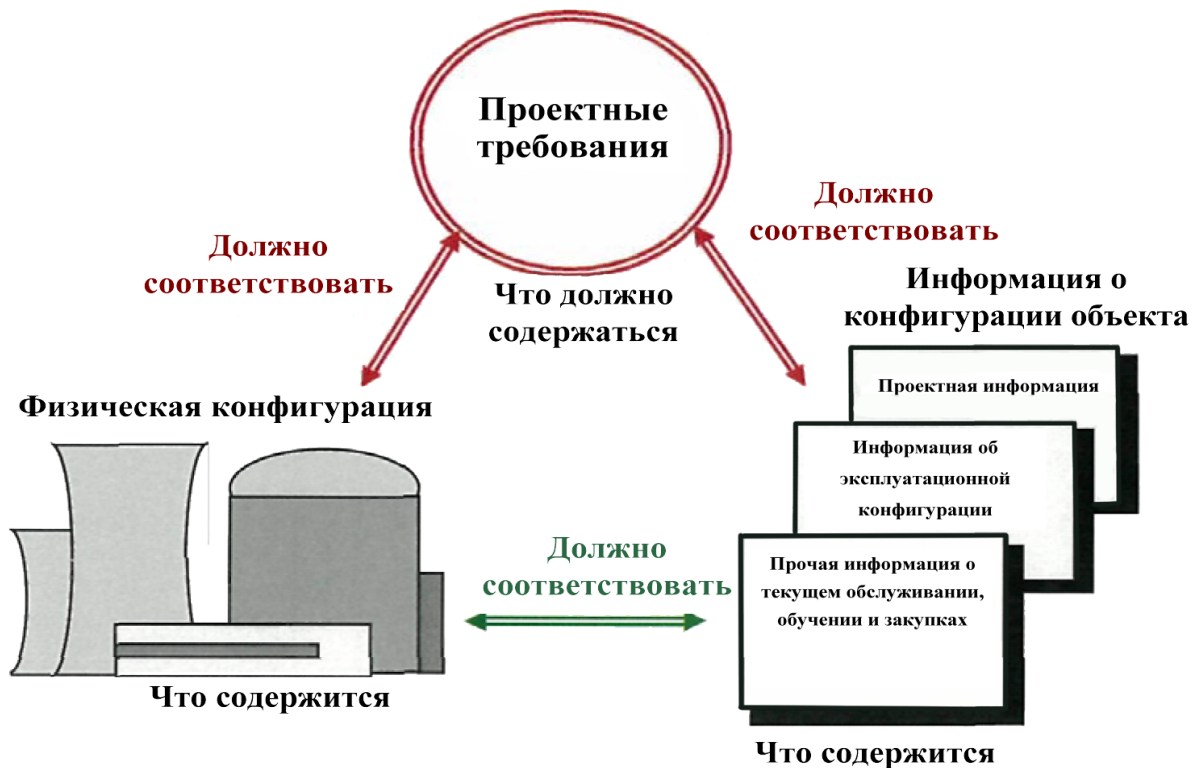 Проектные
требования
Должно
соответствовать
Должно
соответствовать
Что должно
содержаться
Информация о
конфигурации объекта
Проектная информация
Физическая конфигурация
Информация об
эксплуатационной
конфигурации
Должно
соответствовать
Прочая информация о
текущем обслуживании,
обучении и закупках
Что содержится
Что содержится